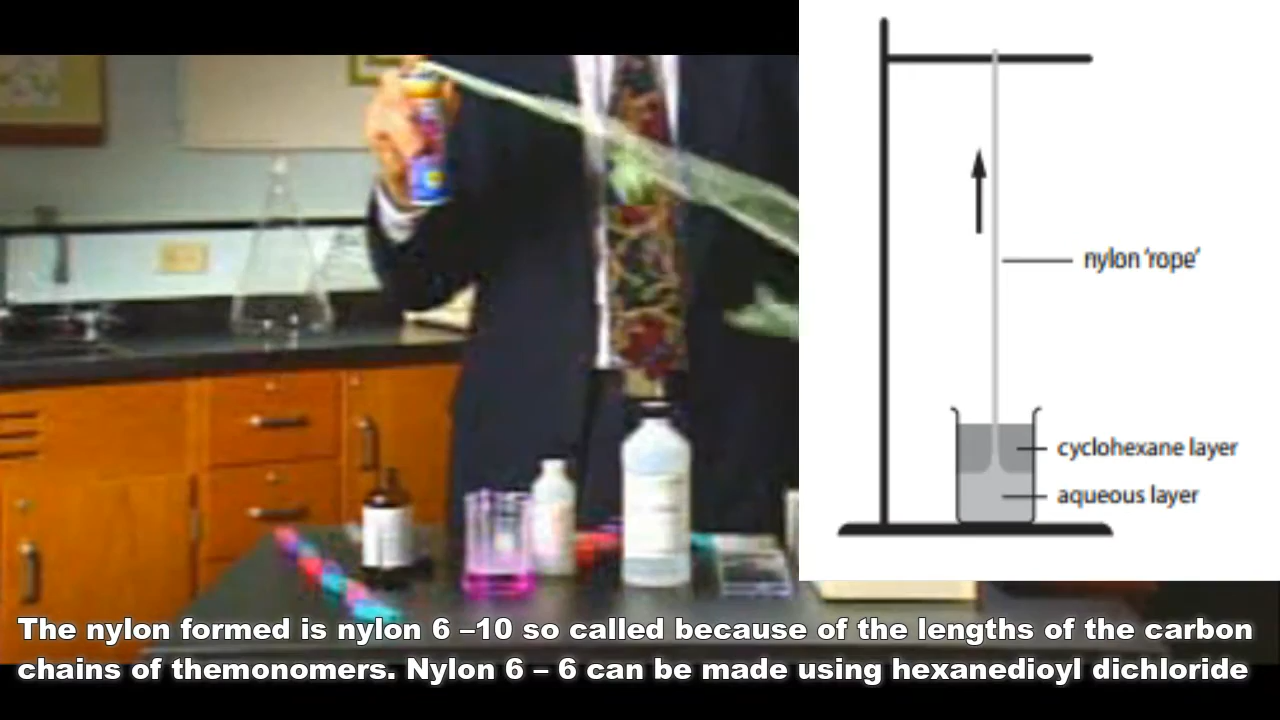 nylon 'rope'
cyclohexane layer
aqueous layer
The nylon formed is nylon 6 –10 so called because of the lengths of the carbon
chains of themonomers. Nylon 6 – 6 can be made using hexanedioyl dichloride